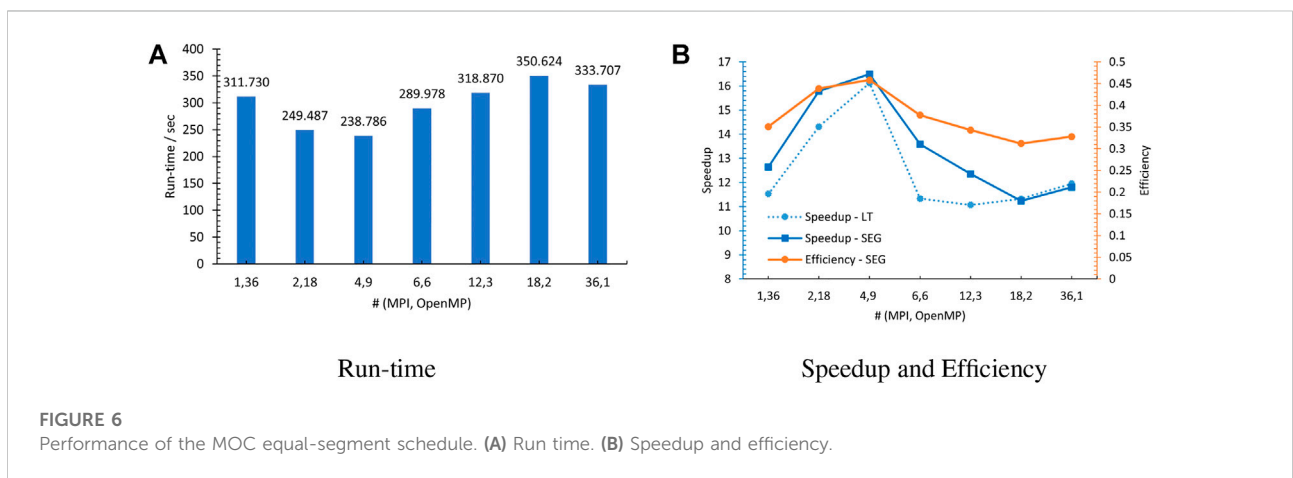 A
400
350
300
250
200
150
100
50
0
Run-time / sec
311.730
249.487
238.786
289.978
318.870
350.624
333.707
1,36 2,18 4,9 6,6 12,3 18,2 36,1
# (MPI, OpenMP)
Run-time
B
17
16
15
14
13
12
11
10
9
8
Speedup
Speedup - LT
Speedup - SEG
Efficiency - SEG
0.5
0.45
0.4
0.35
0.3
0.25
0.2
0.15
0.1
0.05
0
Efficiency
1,36 2,18 4,9 6,6 12,3 18,2 36,1
# (MPI, OpenMP)
Speedup and Efficiency
FIGURE 6
Performance of the MOC equal-segment schedule. (A) Run time. (B) Speedup and efficiency.